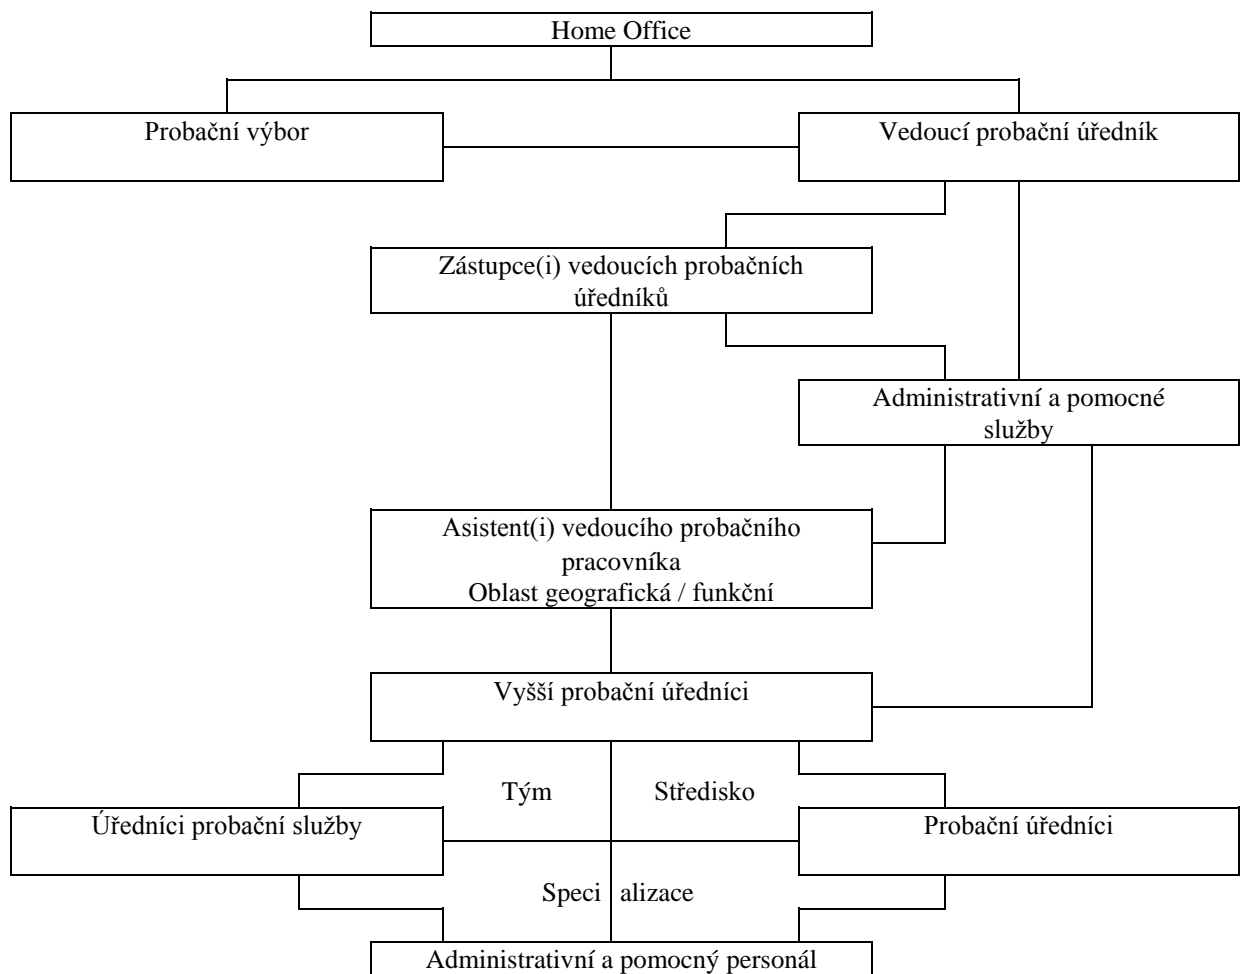 Home Office
Probační výbor
Vedoucí probační úředník
Zástupce(i) vedoucích probačních
úředníků
Administrativní a pomocné
služby
Asistent(i) vedoucího probačního
pracovníka
Oblast geografická / funkční
Vyšší probační úředníci
Tým
Středisko
Úředníci probační služby
Probační úředníci
Speci alizace
Administrativní a pomocný personál